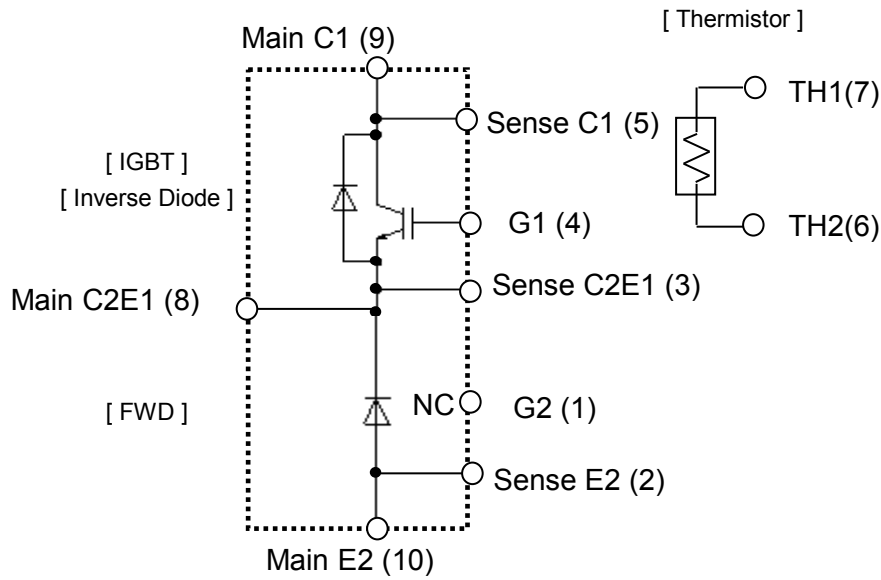 [ Thermistor ]
Main C1 (9)
TH1(7)
Sense C1 (5)
[ IGBT ]
[ Inverse Diode ]
G1 (4)
TH2(6)
Sense C2E1 (3)
Main C2E1 (8)
[ FWD ]
NC
G2 (1)
Sense E2 (2)
Main E2 (10)